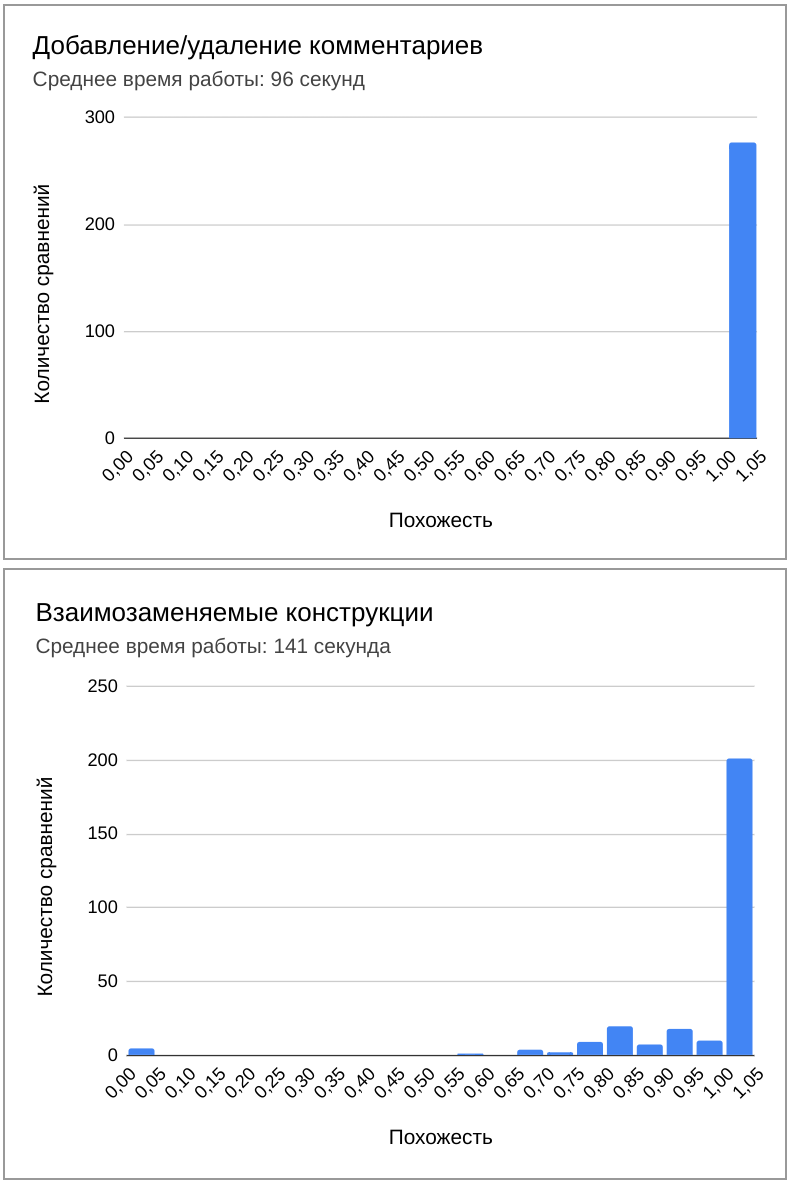 Добавление/удаление комментариев
Среднее время работы: 96 секунд
300
200
100
0
Количество сравнений
0,00 0,05 0,10 0,15 0,20 0,25 0,30 0,35 0,40 0,45 0,50 0,55 0,60 0,65 0,70 0,75 0,80 0,85 0,90 0,95 1,00 1,05
Похожесть
Взаимозаменяемые конструкции
Среднее время работы: 141 секунда
250
200
150
100
50
0
Количество сравнений
0,00 0,05 0,10 0,15 0,20 0,25 0,30 0,35 0,40 0,45 0,50 0,55 0,60 0,65 0,70 0,75 0,80 0,85 0,90 0,95 1,00 1,05
Похожесть